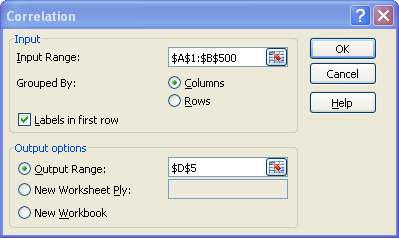 Correlation
Input
Input Range: $A$1:$B$500
OK
Cancel
Help
Grouped By: Columns
Rows
Labels in first row
Output options
Output Range: $D$5
New Worksheet Ply:
New Workbook